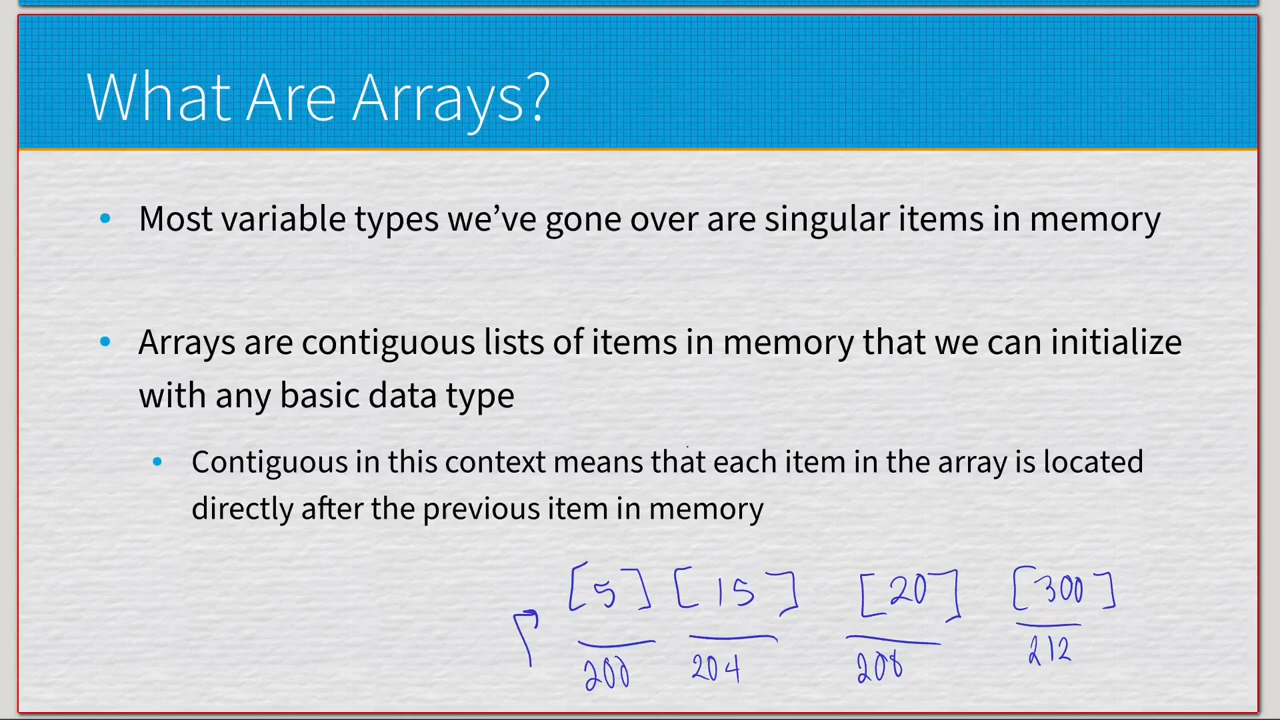 What Are Arrays?
• Most variable types we’ve gone over are singular items in memory
• Arrays are contiguous lists of items in memory that we can initialize
with any basic data type
• Contiguous in this context means that each item in the array is located
directly after the previous item in memory
[5] [15] [20] [300]
200 204 208 212